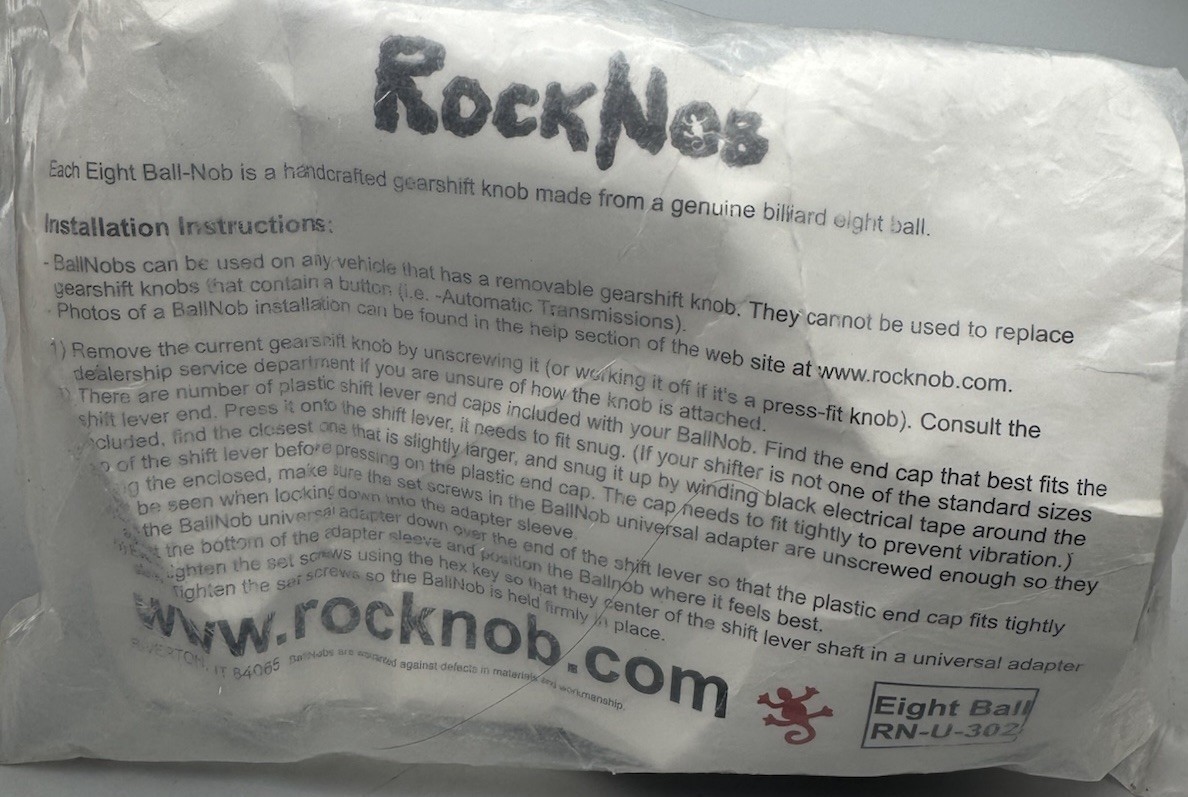 ROCKNOB
Each Eight Ball-Nob is a handcrafted gearshift knob made from a genuine billiard eight ball.
Installation Instructions:
- BallNobs can be used on any vehicle that has a removable gearshift knob. They cannot be used to replace
gearshift knobs that contain a button (i.e. -Automatic Transmissions).
- Photos of a BallNob installation can be found in the help section of the web site at www.rocknob.com.
1) Remove the current gearshift knob by unscrewing it (or working it off if it's a press-fit knob). Consult the
dealership service department if you are unsure of how the knob is attached.
There are number of plastic shift lever end caps included with your BallNob. Find the end cap that best fits the
shift lever end. Press it onto the shift lever, it needs to fit snug. (If your shifter is not one of the standard sizes
find the closest one that is slightly larger, and snug it up by winding black electrical tape around the
of the shift lever before pressing on the plastic end cap. The cap needs to fit tightly to prevent vibration.)
the enclosed, make sure the set screws in the BallNob universal adapter are unscrewed enough so they
be seen when looking down into the adapter sleeve.
the BallNob universal adapter down over the end of the shift lever so that the plastic end cap fits tightly
the bottom of the adapter sleeve and position the Ballnob where it feels best.
the set screws using the hex key so that they center of the shift lever shaft in a universal adapter
Tighten the screws so the BallNob is held firmly in place.
www.rocknob.com
84065 BallNobs are against defects in materials and workmanship.
Eight Ball
RN-U-302